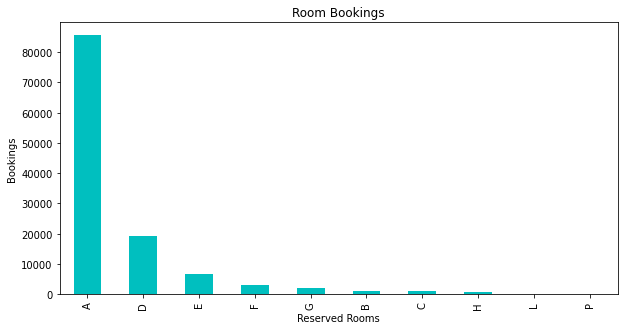 Room Bookings
80000
70000
60000
50000
40000
30000
20000
10000
0
Bookings
A
D
E
F
G
B
C
H
L
P
Reserved Rooms